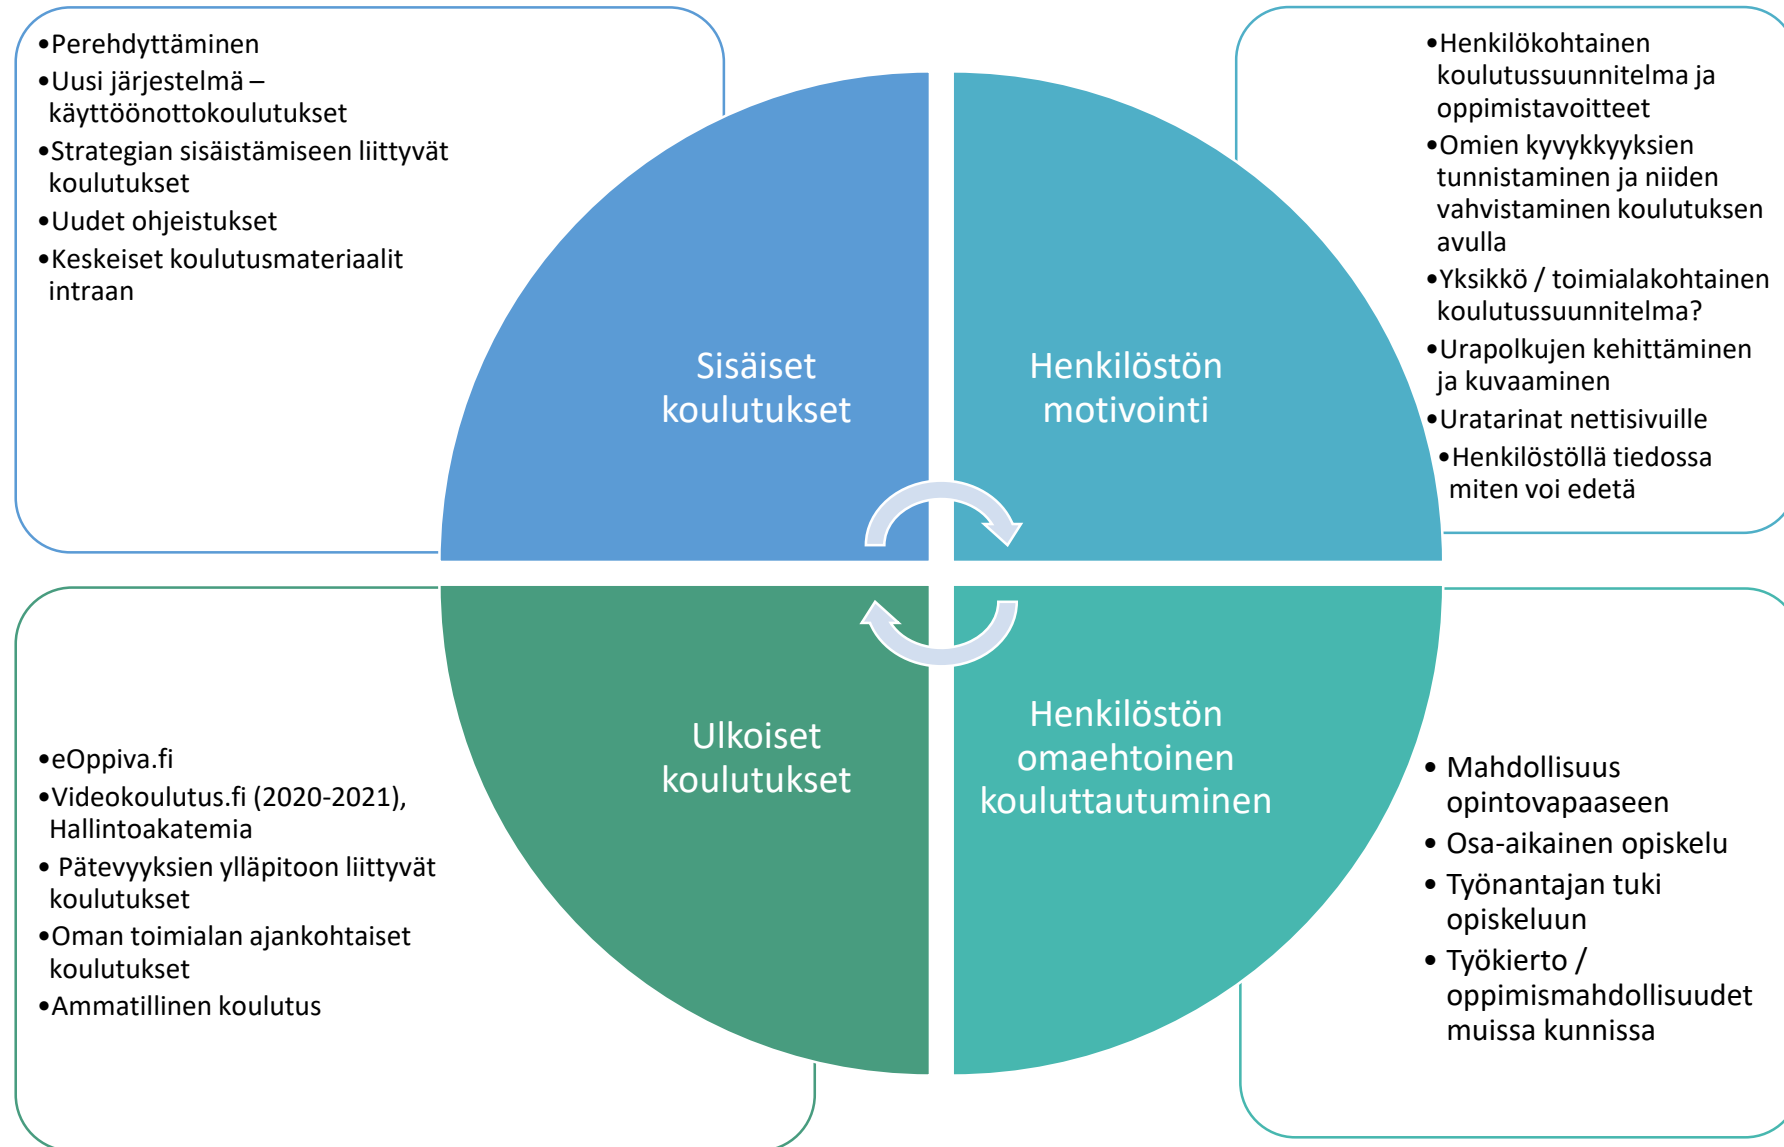 •Perehdyttäminen
•Uusi järjestelmä –
käyttöönottokoulutukset
•Strategian sisäistämiseen liittyvät
koulutukset
•Uudet ohjeistukset
•Keskeiset koulutusmateriaalit
intraan
•Henkilökohtainen
koulutussuunnitelma ja
oppimistavoitteet
•Omien kyvykkyyksien
tunnistaminen ja niiden
vahvistaminen koulutuksen
avulla
•Yksikkö / toimialakohtainen
koulutussuunnitelma?
•Urapolkujen kehittäminen
ja kuvaaminen
•Uratarinat nettisivuille
•Henkilöstöllä tiedossa
miten voi edetä
Sisäiset
koulutukset
Henkilöstön
motivointi
Ulkoiset
koulutukset
Henkilöstön
omaehtoinen
kouluttautuminen
•eOppiva.fi
•Videokoulutus.fi (2020-2021),
Hallintoakatemia
• Pätevyyksien ylläpitoon liittyvät
koulutukset
•Oman toimialan ajankohtaiset
koulutukset
•Ammatillinen koulutus
• Mahdollisuus
opintovapaaseen
• Osa-aikainen opiskelu
• Työnantajan tuki
opiskeluun
• Työkierto /
oppimismahdollisuudet
muissa kunnissa